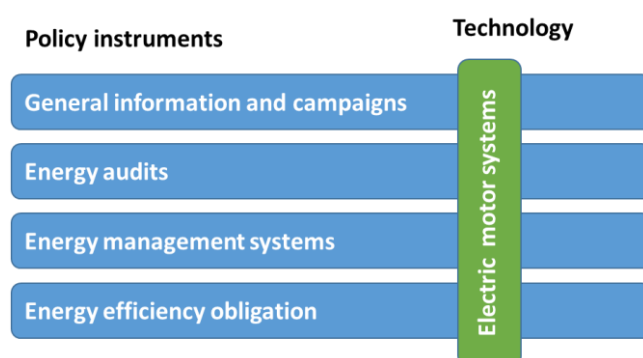 Policy instruments
Technology
General information and campaigns
Energy audits
Energy management systems
Energy efficiency obligation
Electric motor systems